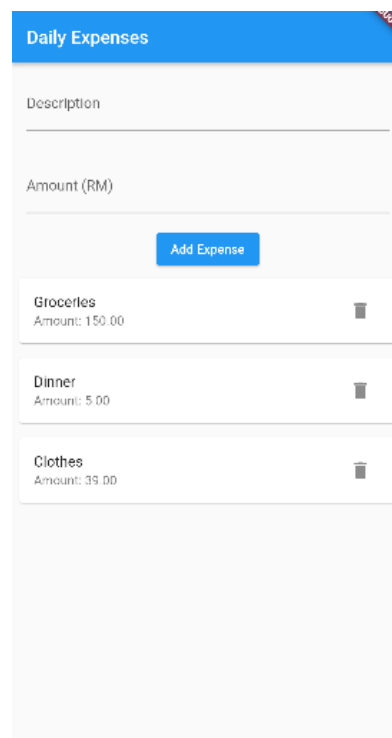 Daily Expenses
Description
Amount (RM)
Add Expense
Groceries
Amount: 150.00
Dinner
Amount: 5.00
Clothes
Amount: 39.00